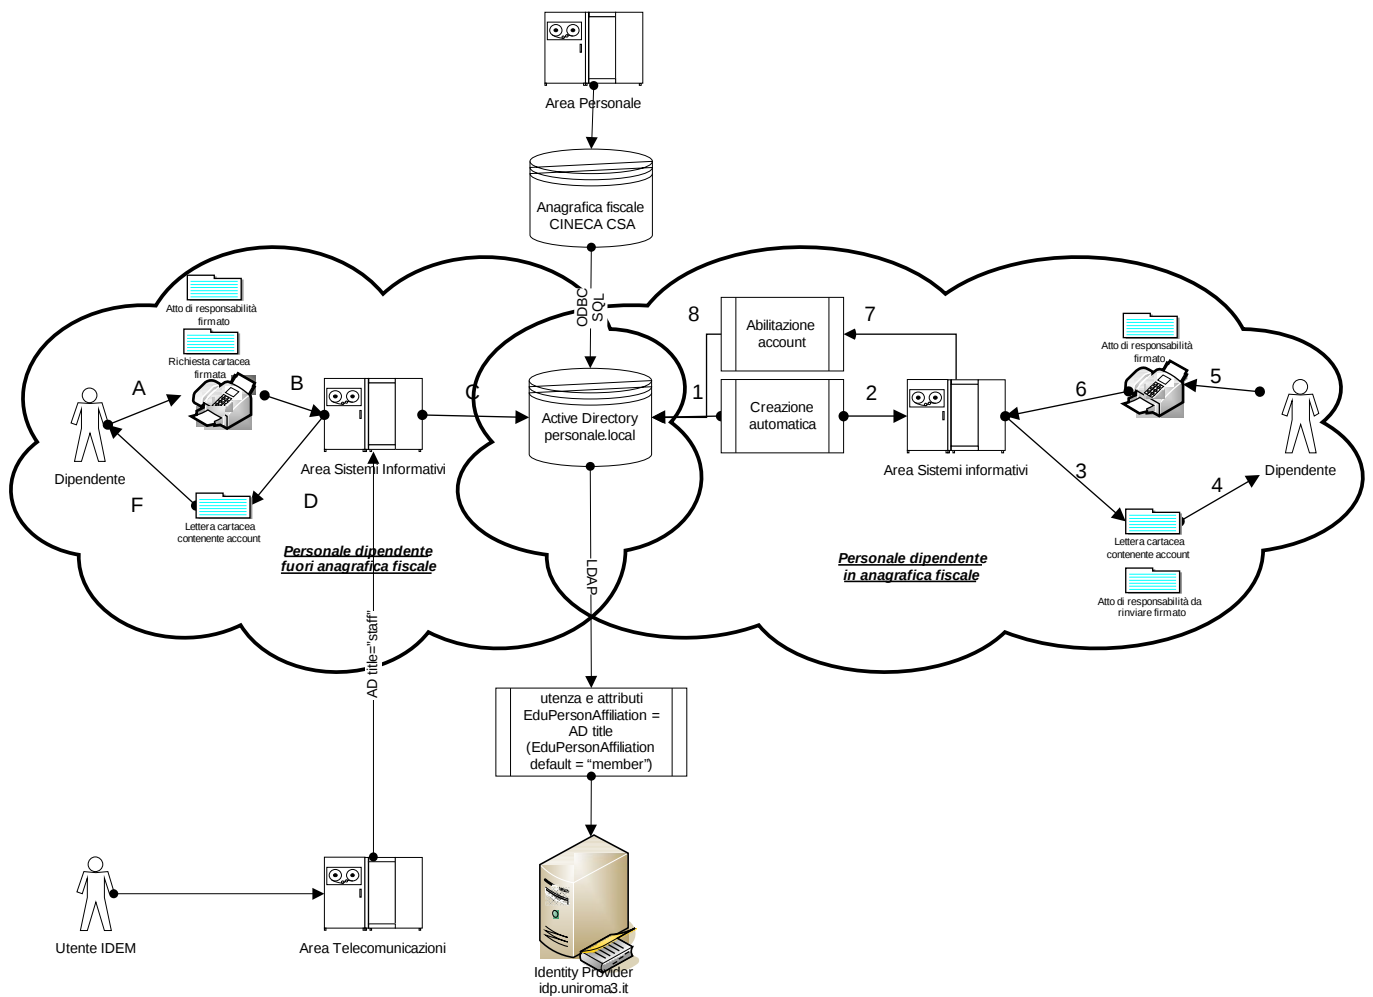 Area Personale
Anagrafica fiscale
CINECA CSA
ODBC
SQL
Atto di responsabilità
firmato
Richiesta cartacea
firmata
A
B
C
D
F
Dipendente
Area Sistemi Informativi
Lettera cartacea
contenente account
Personale dipendente
fuori anagrafica fiscale
Active Directory
personale.local
8
7
Abilitazione
account
1
2
Creazione
automatica
Area Sistemi informativi
Atto di responsabilità
firmato
6
5
3
4
Dipendente
Lettera cartacea
contenente account
Atto di responsabilità da
rinviare firmato
Personale dipendente
in anagrafica fiscale
LDAP
AD title="staff"
utenza e attributi
EduPersonAffiliation =
AD title
(EduPersonAffiliation
default = “member”)
Utente IDEM
Area Telecomunicazioni
Identity Provider
idp.uniroma3.it